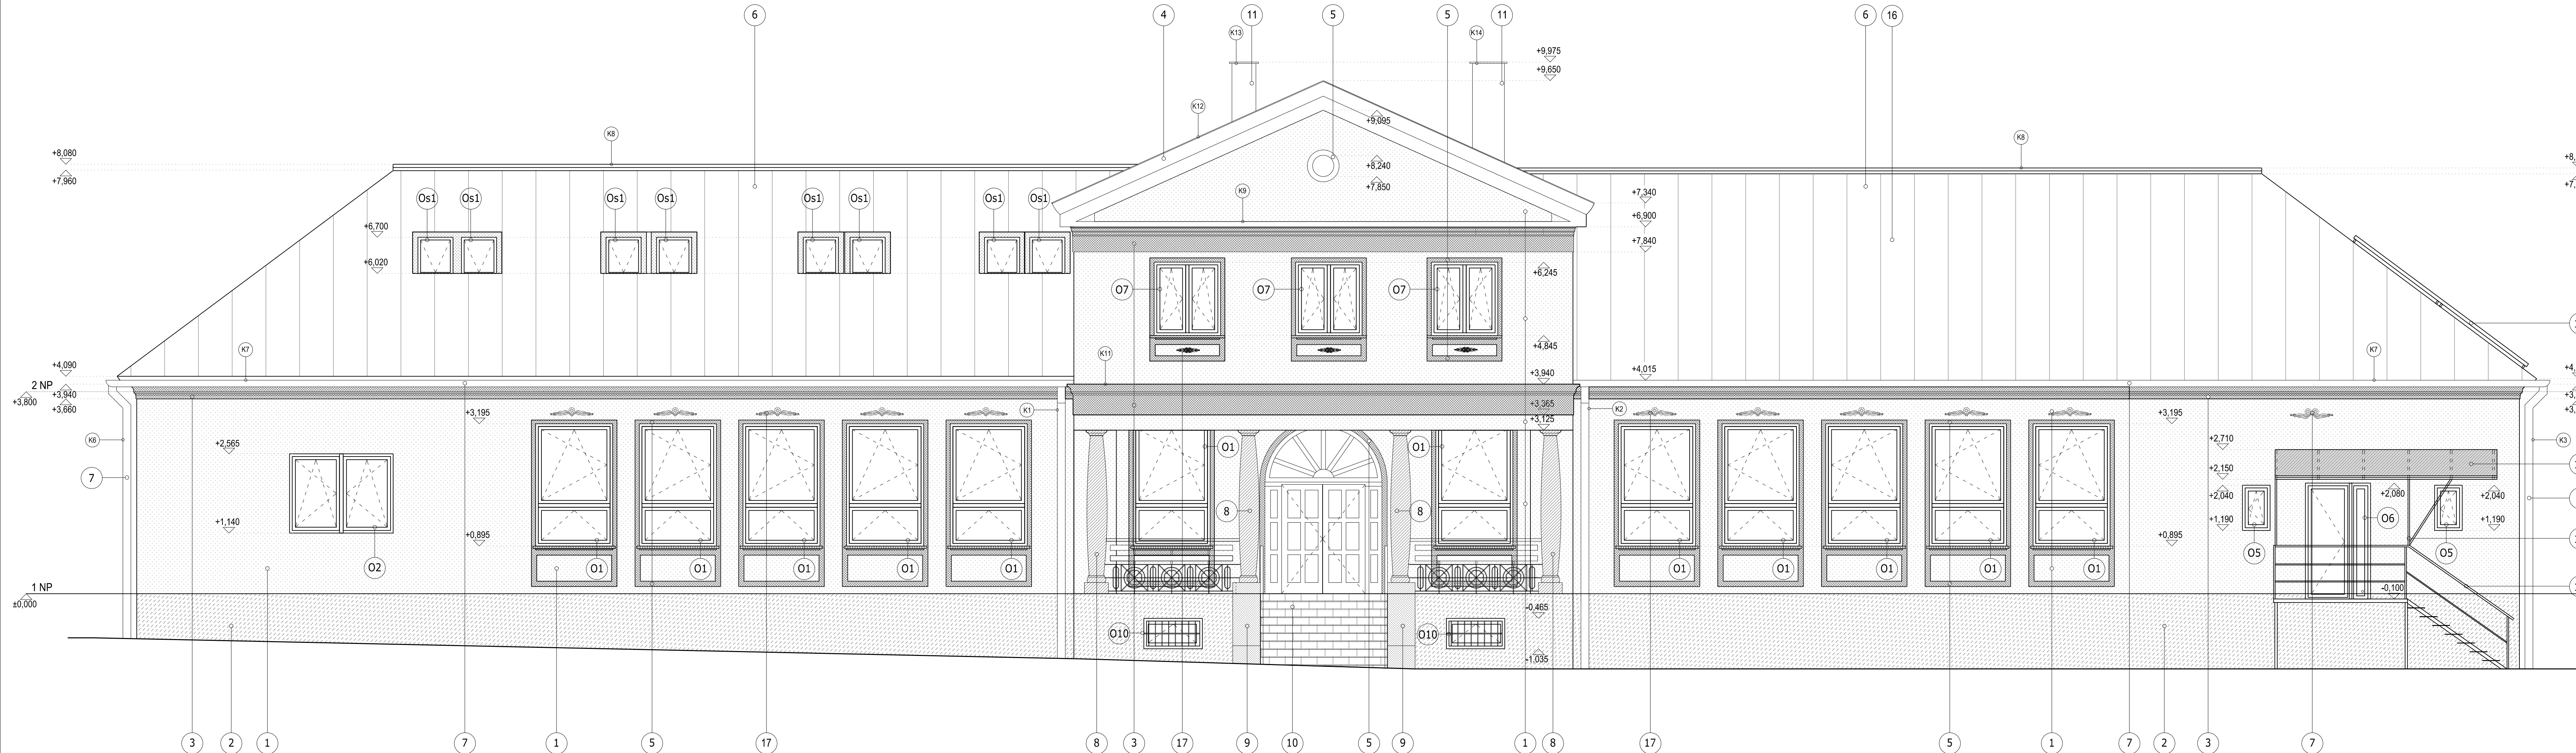 6
4
11
5
5
11
6
16
K13
K14
+9,975
+9,650
K12
+9,095
K8
K8
+8,080
+7,960
+8,240
+7,850
K9
Os1
Os1
Os1
Os1
Os1
Os1
Os1
Os1
+7,340
+6,900
+7,840
+6,700
+6,020
+6,245
O7
O7
O7
+4,845
K7
K11
K7
+4,090
2 NP
+3,940
+3,800
+3,660
+3,940
+4,015
+3,195
K1
+3,365
+3,125
K2
+3,195
K6
+2,565
O1
O1
+2,710
K3
7
+2,150
+2,040
+2,080
+2,040
+1,140
+0,895
8
8
+0,895
+1,190
O6
+1,190
O2
O1
O1
O1
O1
O1
O1
O1
O1
O1
O1
O5
O5
1 NP
±0,000
-0,100
-0,465
O10
O10
-1,035
3
2
1
7
1
5
17
8
3
17
9
10
5
9
1
8
17
5
1
7
2
3
7